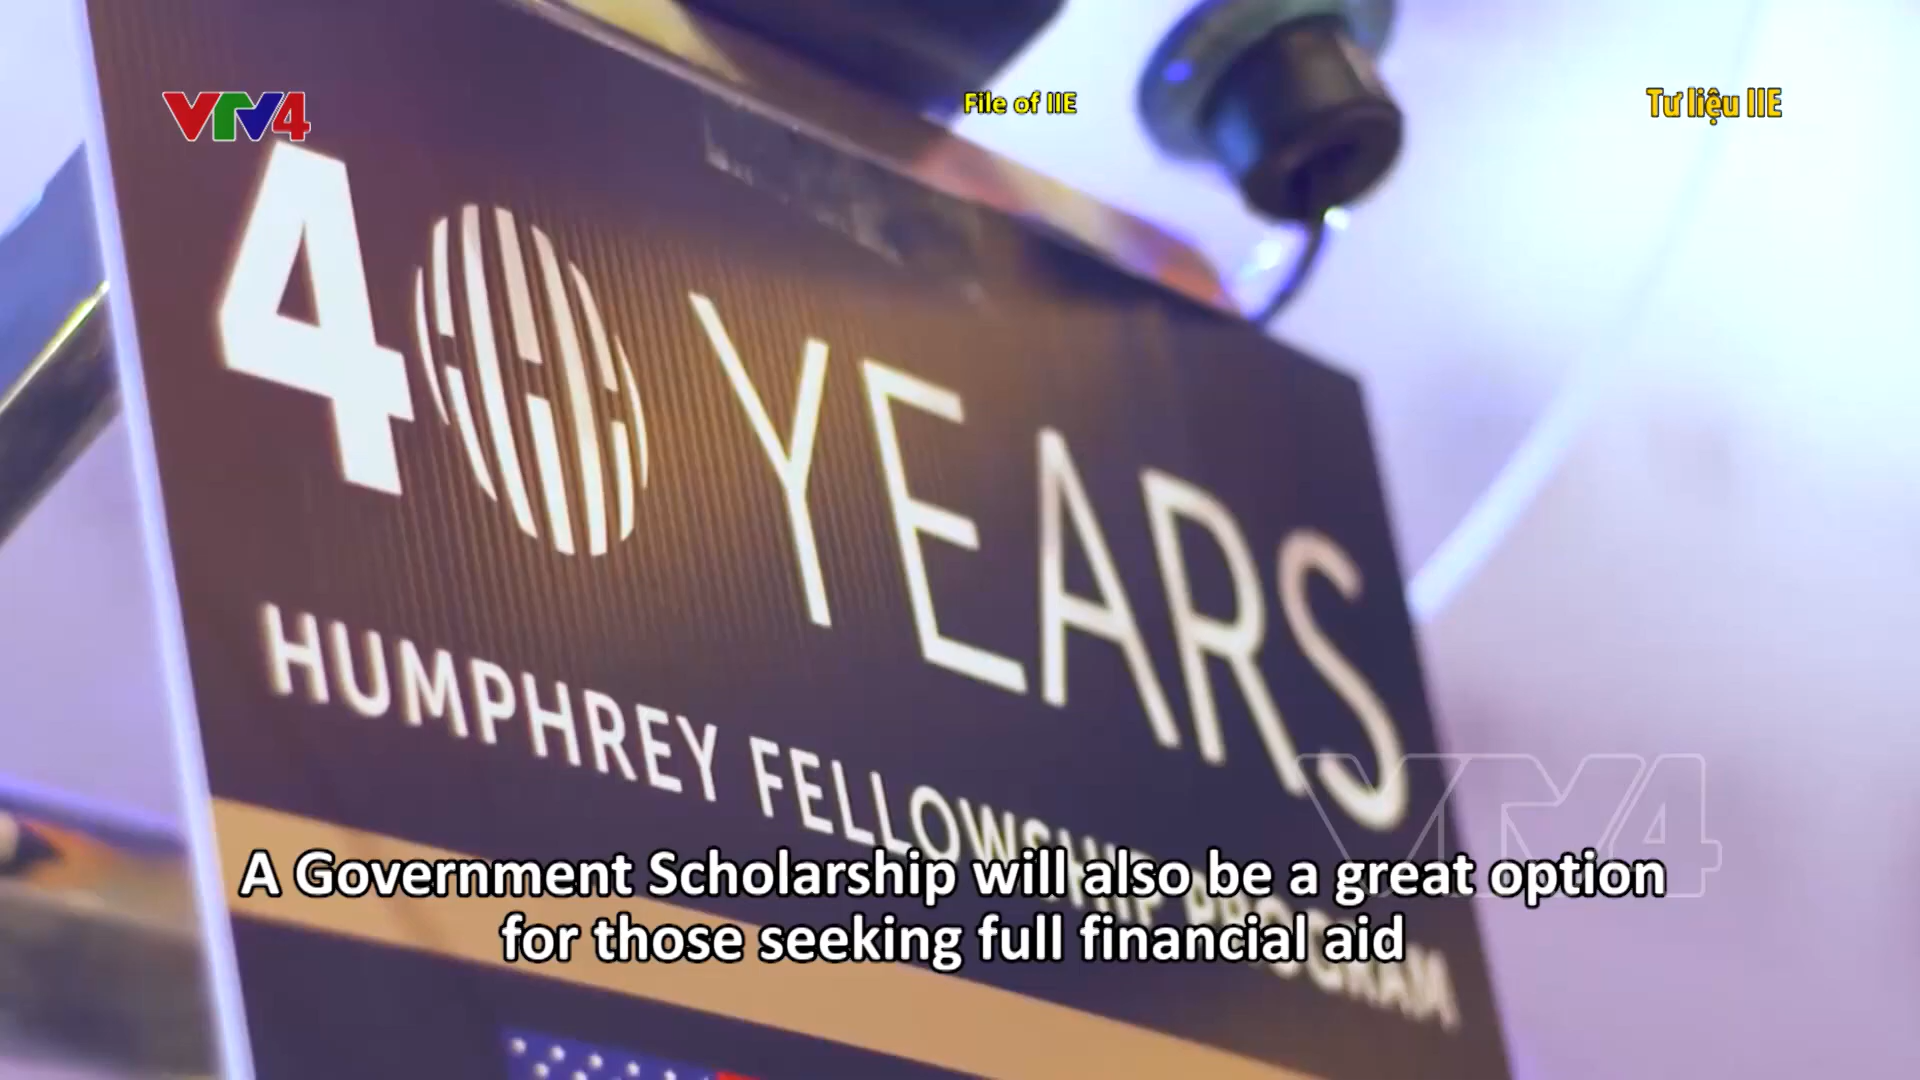 VTV4
File of IIE
Tư liệu IIE
40 YEARS
HUMPHREY FELLOWSHIP PROGRAM
VTV4
A Government Scholarship will also be a great option
for those seeking full financial aid